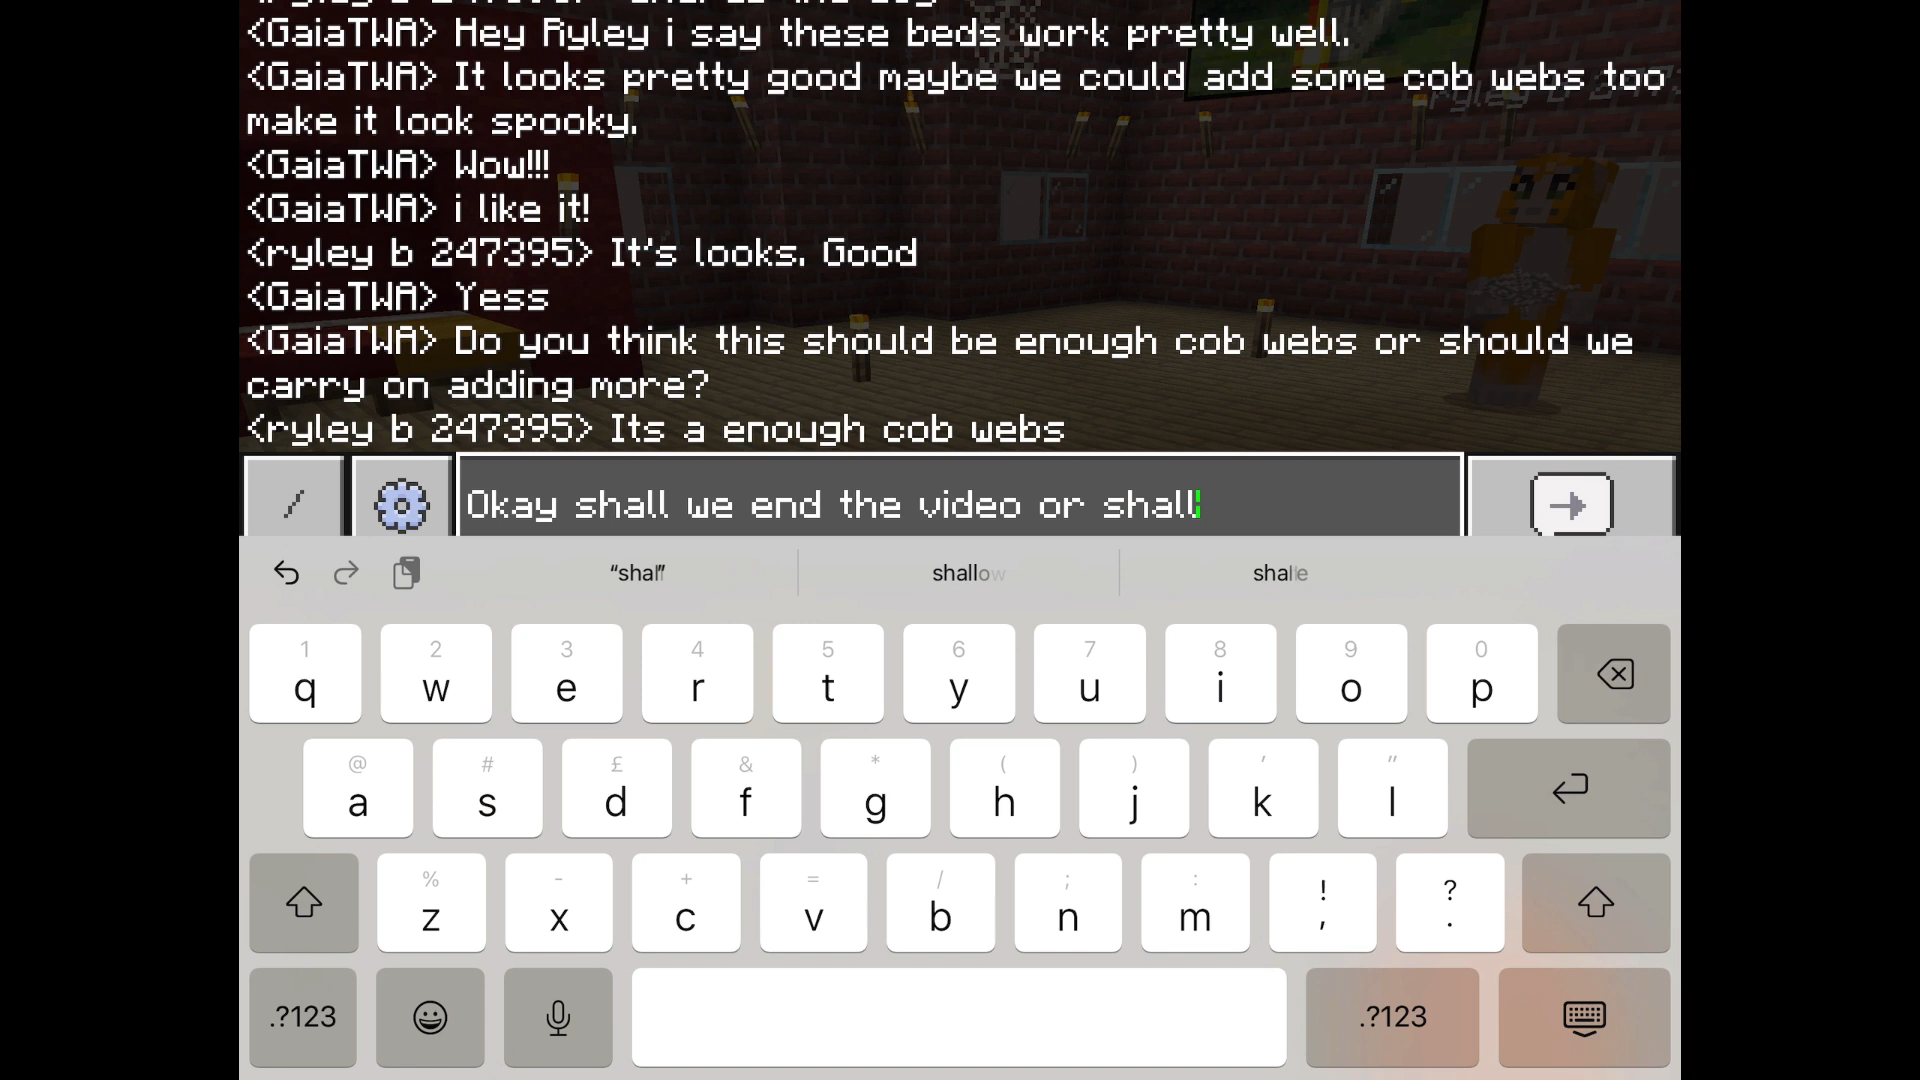 <GaiaTWA> Hey Ryley i say these beds work pretty well.
<GaiaTWA> It looks pretty good maybe we could add some cob webs too
make it look spooky.
<GaiaTWA> Wow!!!
<GaiaTWA> i like it!
<ryley b 247395> It's looks. Good
<GaiaTWA> Yess
<GaiaTWA> Do you think this should be enough cob webs or should we
carry on adding more?
<ryley b 247395> Its a enough cob webs
/ Okay shall we end the video or shall
“shall” shallow shalle
1 2 3 4 5 6 7 8 9 0
q w e r t y u i o p
@ # £ & * ( ) ' "
a s d f g h j k l
% - + = / ; : ! ?
z x c v b n m , .
.?123 .?123